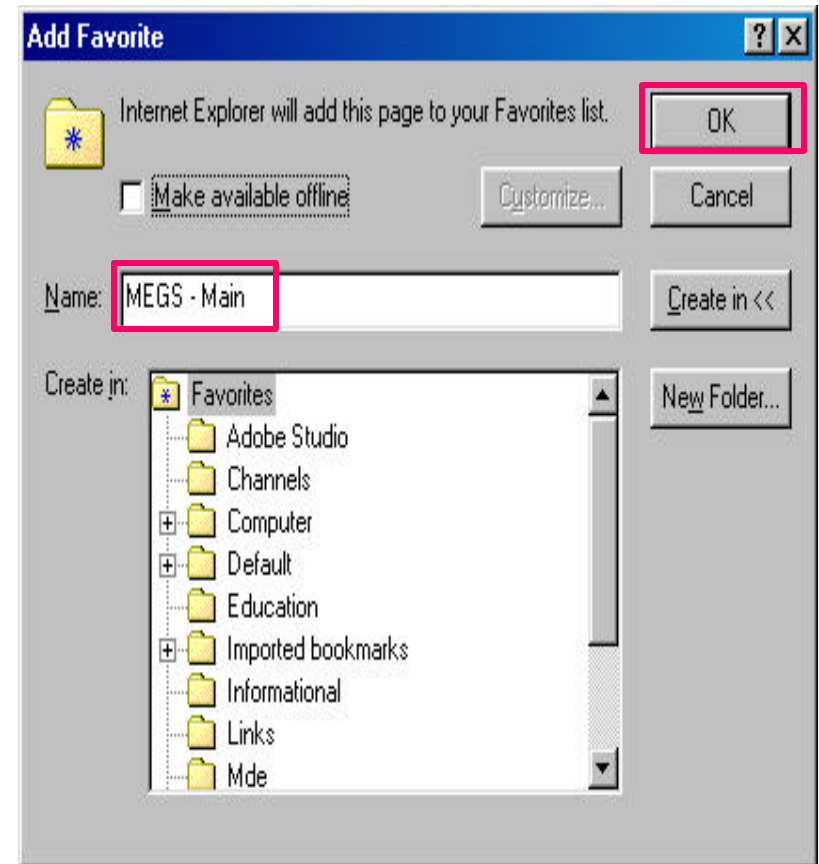 Add Favorite
Internet Explorer will add this page to your Favorites list.
OK
Make available offline
Customize...
Cancel
Name: MEGS - Main
Create in <<
Create in:
Favorites
New Folder...
Adobe Studio
Channels
Computer
Default
Education
Imported bookmarks
Informational
Links
Mde